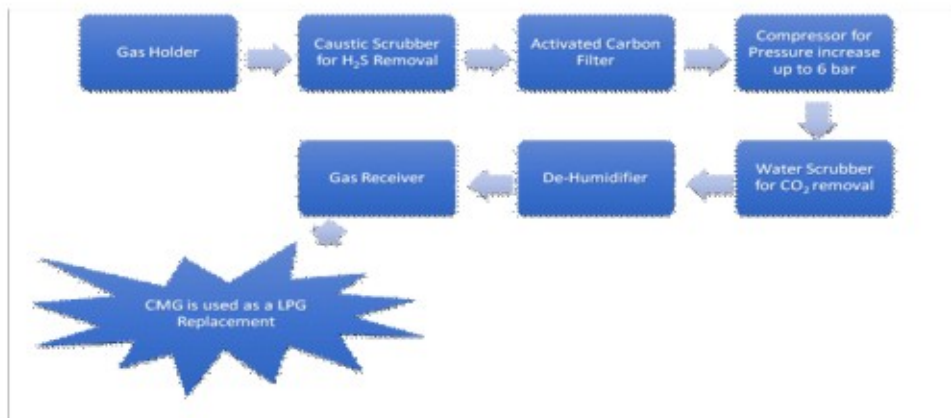 Gas Holder
Caustic Scrubber
for H₂S Removal
Activated Carbon
Filter
Compressor for
Pressure increase
up to 6 bar
Water Scrubber
for CO₂ removal
De-Humidifier
Gas Receiver
CMG is used as a LPG
Replacement